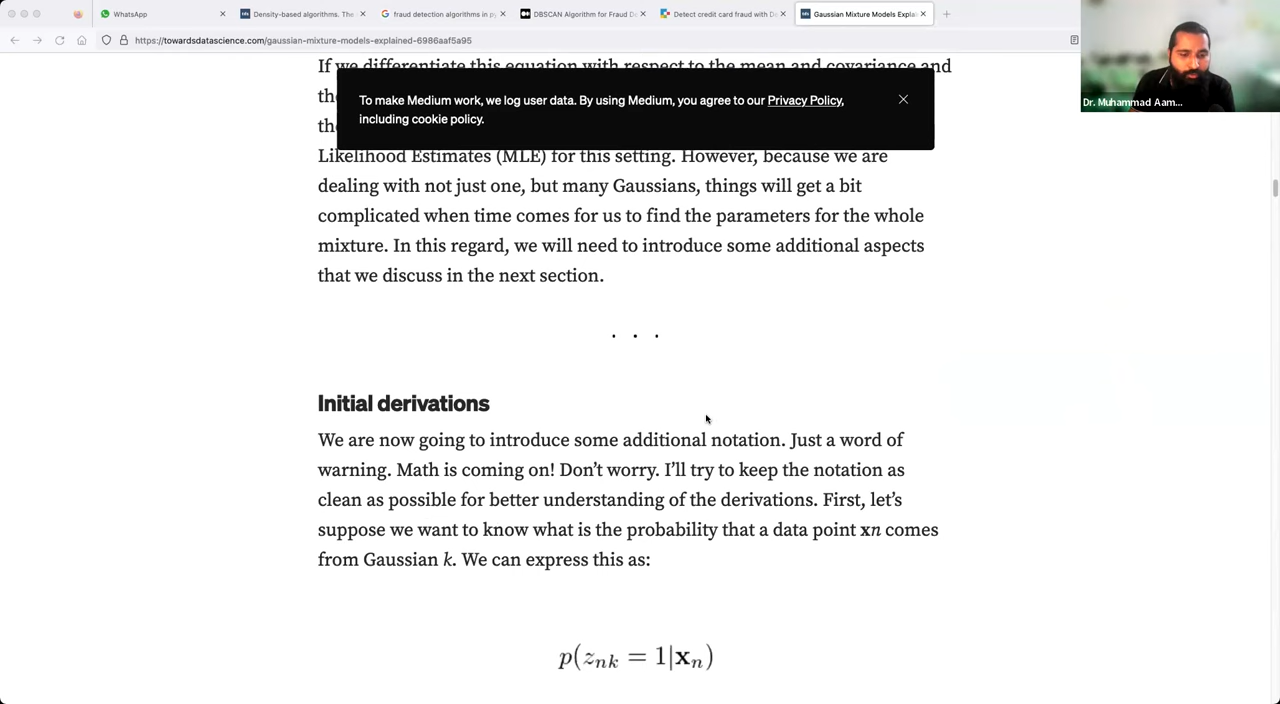 WhatsApp
Density-based algorithms. The
fraud detection algorithms in py
DBSCAN Algorithm for Fraud De
Detect credit card fraud with De
Gaussian Mixture Models Explai
https://towardsdatascience.com/gaussian-mixture-models-explained-6986aaf5a95
Dr. Muhammad Aam...
If we differentiate this equation with respect to the mean and covariance and
To make Medium work, we log user data. By using Medium, you agree to our Privacy Policy,
including cookie policy.
Likelihood Estimates (MLE) for this setting. However, because we are
dealing with not just one, but many Gaussians, things will get a bit
complicated when time comes for us to find the parameters for the whole
mixture. In this regard, we will need to introduce some additional aspects
that we discuss in the next section.
. . .
Initial derivations
We are now going to introduce some additional notation. Just a word of
warning. Math is coming on! Don’t worry. I’ll try to keep the notation as
clean as possible for better understanding of the derivations. First, let’s
suppose we want to know what is the probability that a data point xn comes
from Gaussian k. We can express this as:
p(z_{nk} = 1|x_n)